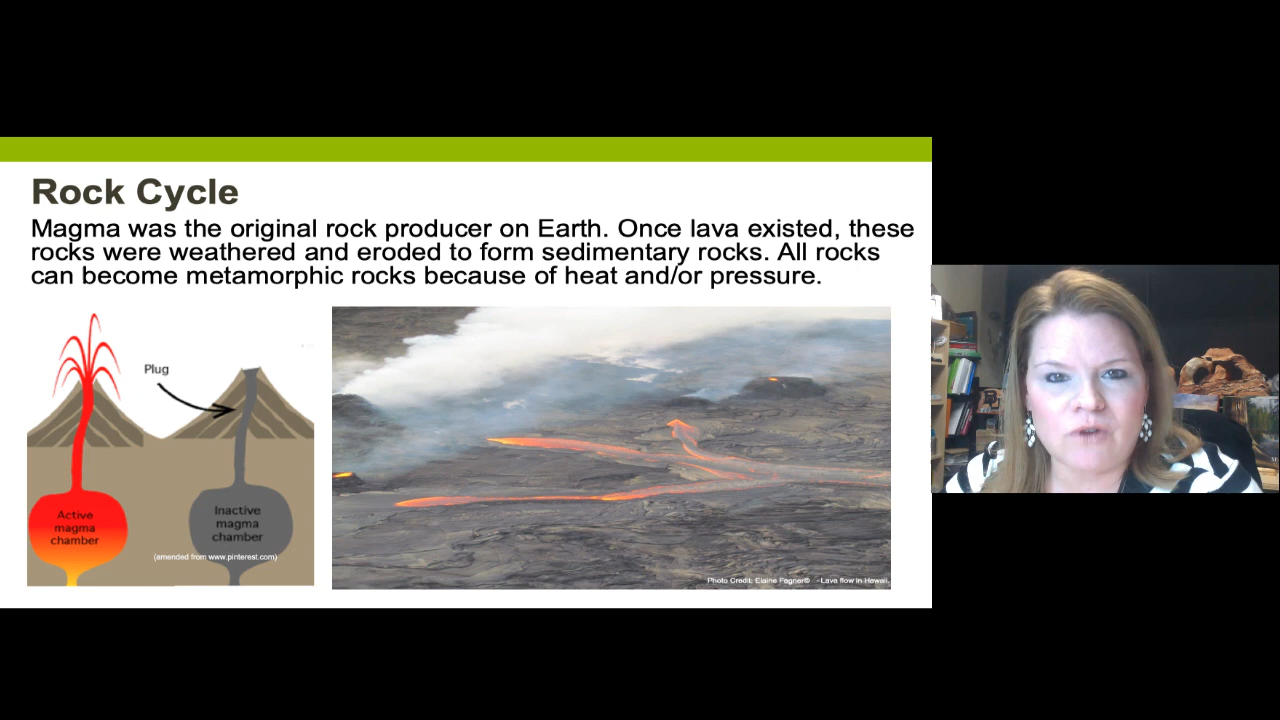 Rock Cycle
Magma was the original rock producer on Earth. Once lava existed, these
rocks were weathered and eroded to form sedimentary rocks. All rocks
can become metamorphic rocks because of heat and/or pressure.
Plug
Active
magma
chamber
Inactive
magma
chamber
(amended from www.pinterest.com)
Photo Credit: Elaine Fagner© - Lava flow in Hawaii.